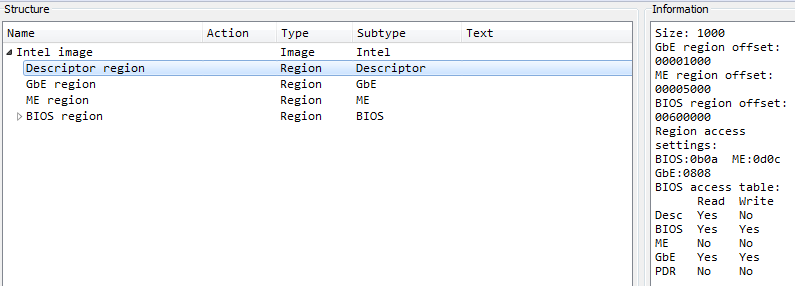 Structure
Name Action Type Subtype Text
Intel image Image Intel
Descriptor region Region Descriptor
GbE region Region GbE
ME region Region ME
BIOS region Region BIOS
Information
Size: 1000
GbE region offset:
00001000
ME region offset:
00005000
BIOS region offset:
00600000
Region access
settings:
BIOS:0b0a ME:0d0c
GbE:0808
BIOS access table:
Read Write
Desc Yes No
BIOS Yes Yes
ME No No
GbE Yes Yes
PDR No No